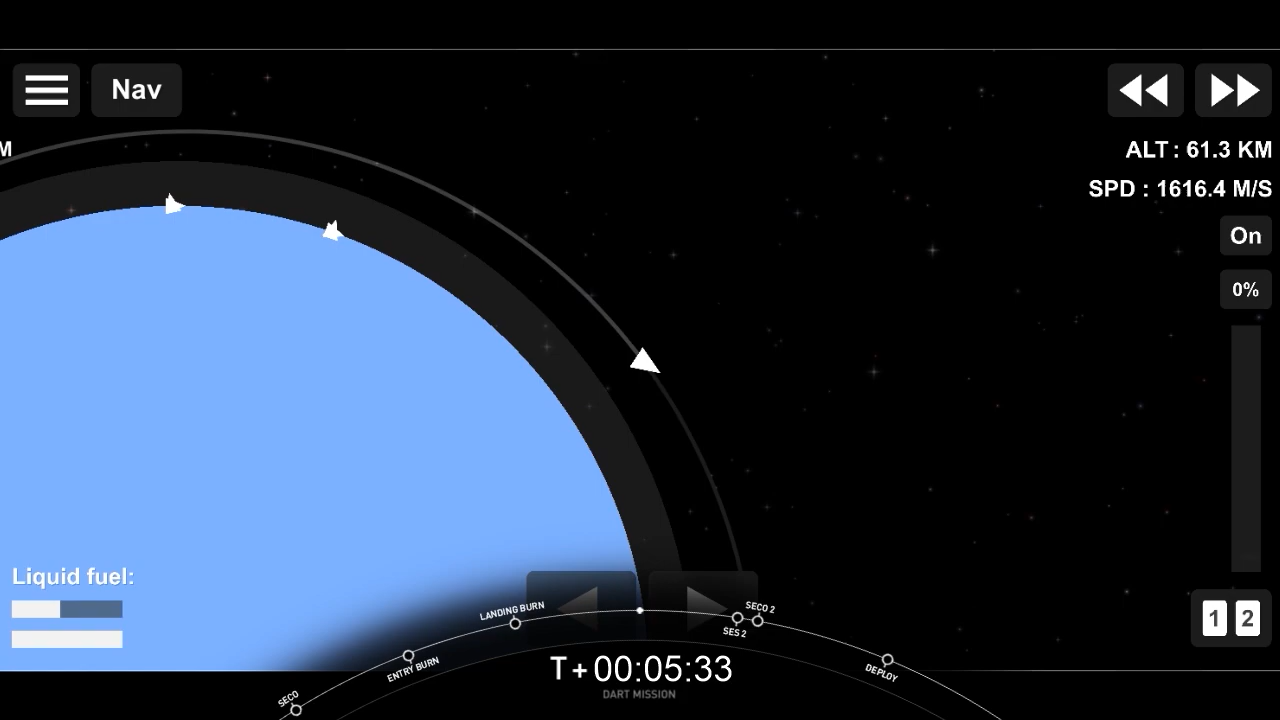 Nav
M
ALT : 61.3 KM
SPD : 1616.4 M/S
On
0%
Liquid fuel:
1 2
SECO
ENTRY BURN
LANDING BURN
SES 2
SECO 2
DEPLOY
T+00:05:33
DART MISSION